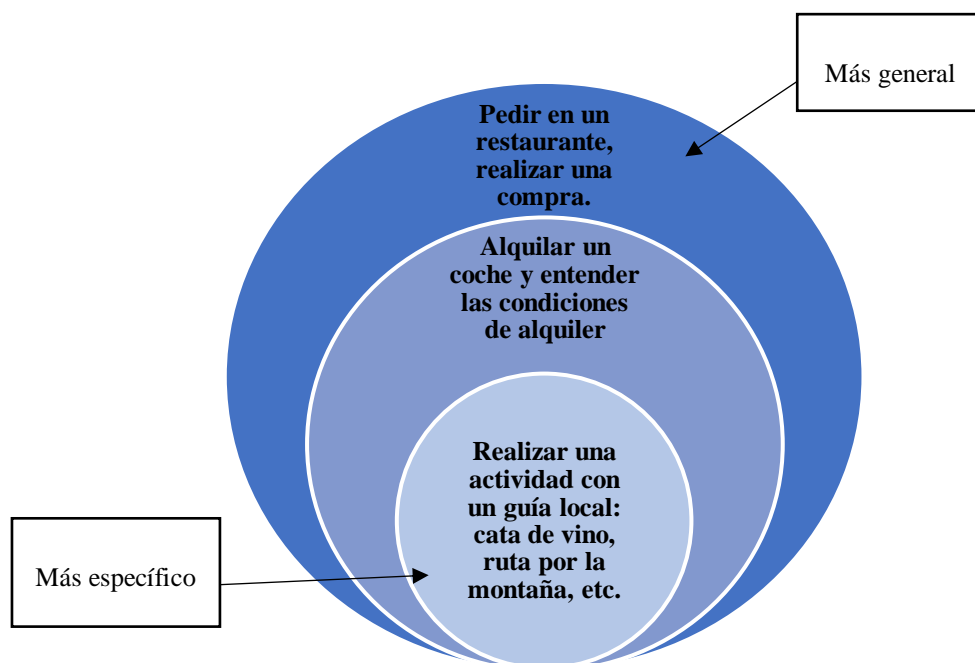 Más general
Pedir en un
restaurante,
realizar una
compra.
Alquilar un
coche y entender
las condiciones
de alquiler
Realizar una
actividad con
un guía local:
cata de vino,
ruta por la
montaña, etc.
Más específico